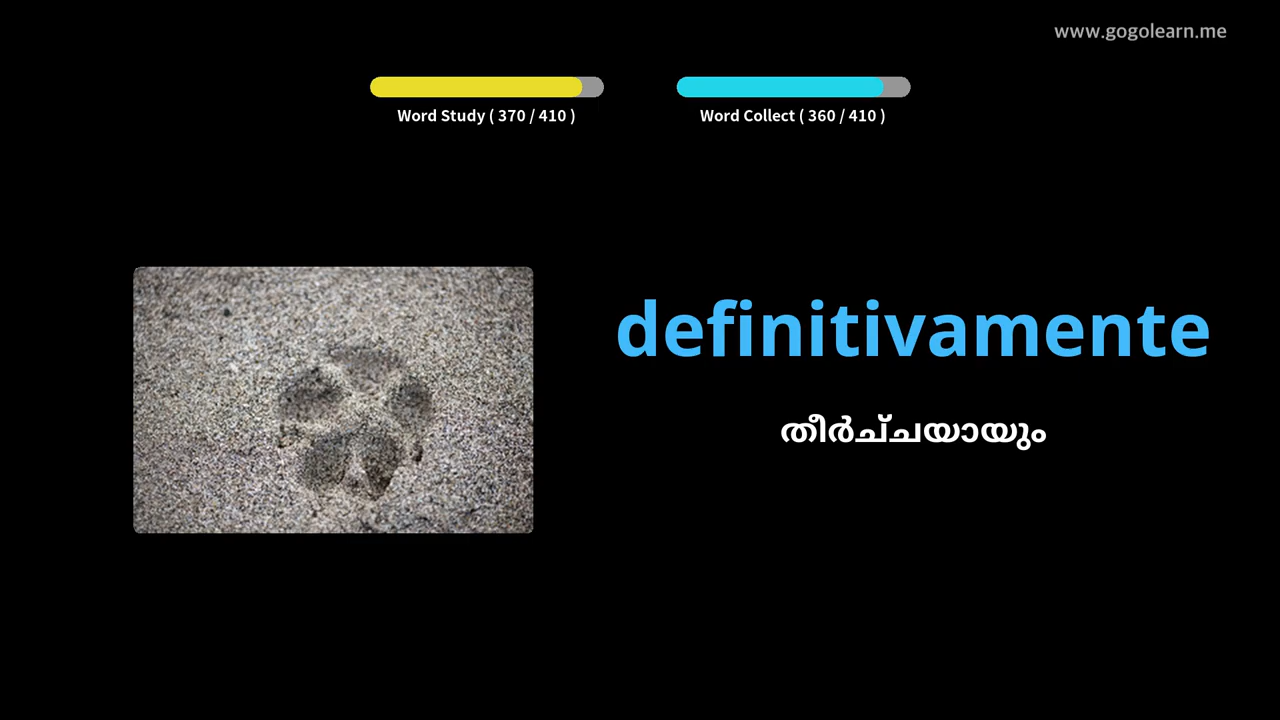 www.gogolearn.me
Word Study ( 370 / 410 )
Word Collect ( 360 / 410 )
definitivamente
തീർച്ചയായും